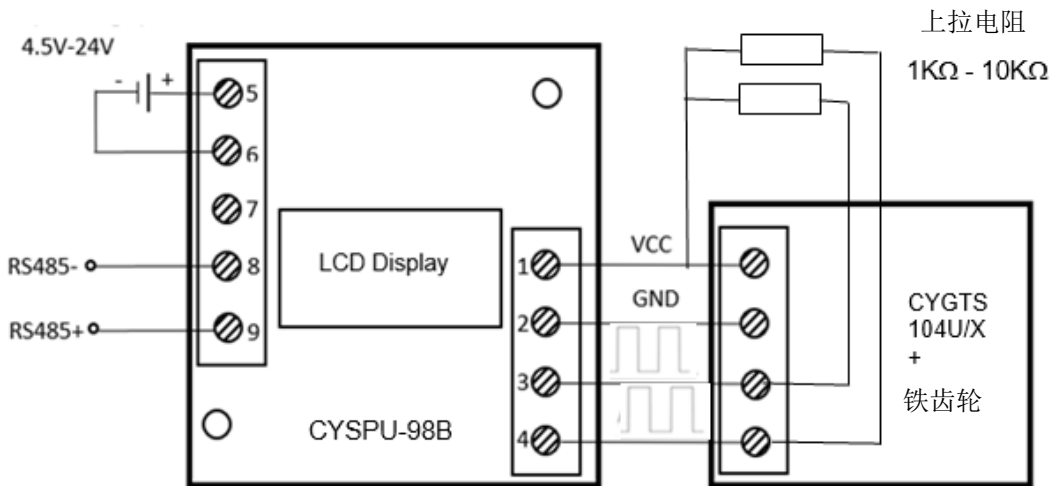 4.5V-24V
- +
5
6
7
8
9
RS485-
RS485+
LCD Display
CYSPU-98B
1
2
3
4
VCC
GND
上拉电阻
1KΩ - 10KΩ
CYGTS
104U/X
+
铁齿轮